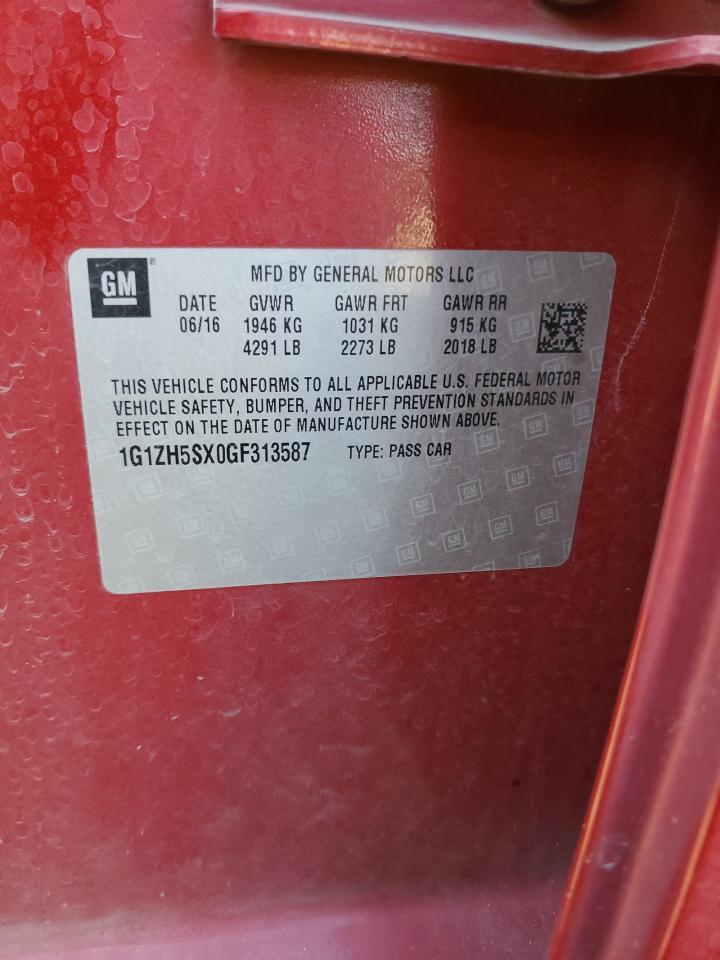 GM®
MFD BY GENERAL MOTORS LLC
DATE GVWR GAWR FRT GAWR RR
06/16 1946 KG 1031 KG 915 KG
4291 LB 2273 LB 2018 LB
THIS VEHICLE CONFORMS TO ALL APPLICABLE U.S. FEDERAL MOTOR
VEHICLE SAFETY, BUMPER, AND THEFT PREVENTION STANDARDS IN
EFFECT ON THE DATE OF MANUFACTURE SHOWN ABOVE.
1G1ZH5SX0GF313587 TYPE: PASS CAR